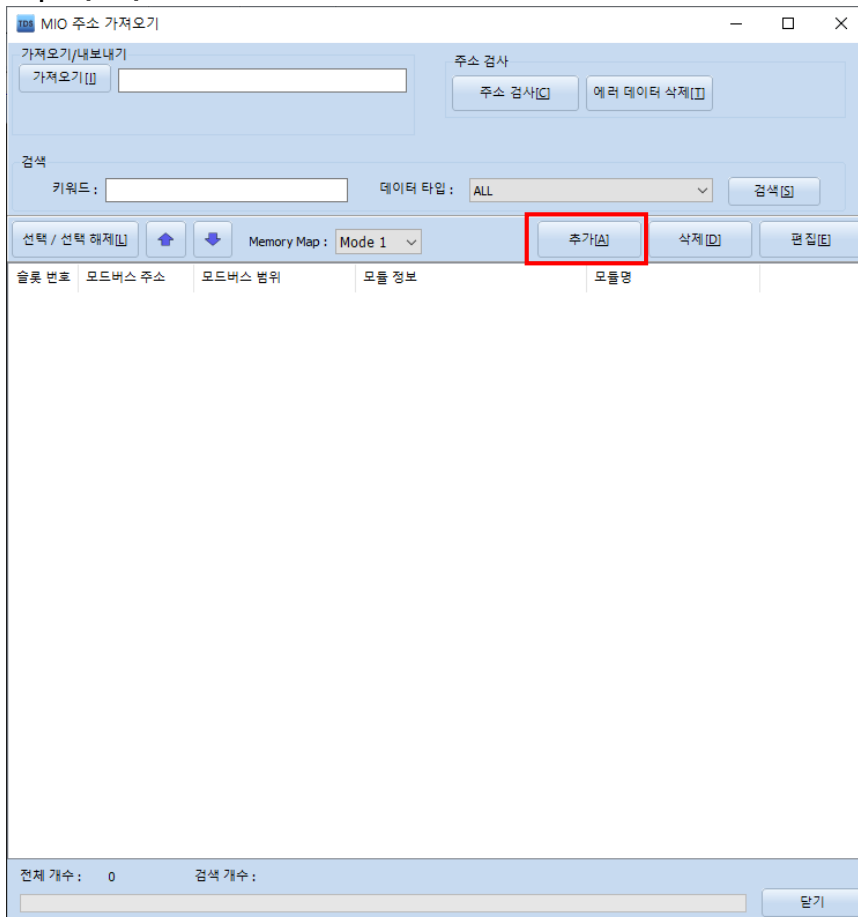 TDS MIO 주소 가져오기
가져오기/내보내기
가져오기[I]
주소 검사
주소 검사[C] 에러 데이터 삭제[T]
검색
키워드 : 데이터 타입 : ALL 검색[S]
선택 / 선택 해제[L] Memory Map : Mode 1 추가[A] 삭제[D] 편집[E]
슬롯 번호 모드버스 주소 모드버스 범위 모듈 정보 모듈명
전체 개수 : 0 검색 개수 :
닫기